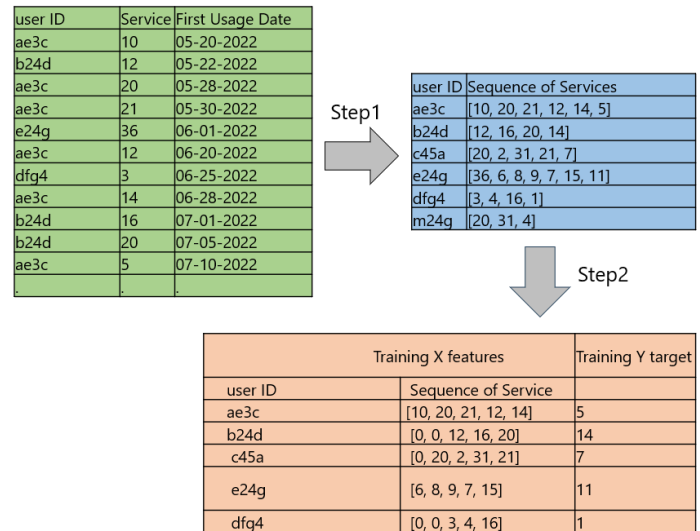 user ID Service First Usage Date
ae3c 10 05-20-2022
b24d 12 05-22-2022
ae3c 20 05-28-2022
ae3c 21 05-30-2022
e24g 36 06-01-2022
ae3c 12 06-20-2022
dfg4 3 06-25-2022
ae3c 14 06-28-2022
b24d 16 07-01-2022
b24d 20 07-05-2022
ae3c 5 07-10-2022
. . .
Step1
user ID Sequence of Services
ae3c [10, 20, 21, 12, 14, 5]
b24d [12, 16, 20, 14]
c45a [20, 2, 31, 21, 7]
e24g [36, 6, 8, 9, 7, 15, 11]
dfg4 [3, 4, 16, 1]
m24g [20, 31, 4]
Step2
Training X features Training Y target
user ID Sequence of Service
ae3c [10, 20, 21, 12, 14] 5
b24d [0, 0, 12, 16, 20] 14
c45a [0, 20, 2, 31, 21] 7
e24g [6, 8, 9, 7, 15] 11
dfg4 [0, 0, 3, 4, 16] 1